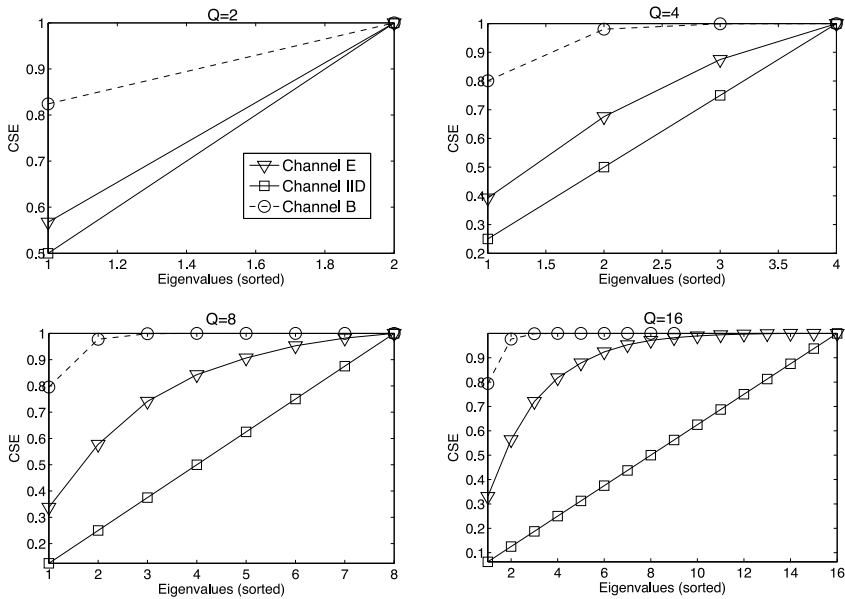 Q=2
1
0.9
0.8
0.7
0.6
0.5
CSE
1 1.2 1.4 1.6 1.8 2
Eigenvalues (sorted)
Channel E
Channel IID
Channel B
Q=4
1
0.9
0.8
0.7
0.6
0.5
0.4
0.3
0.2
CSE
1 1.5 2 2.5 3 3.5 4
Eigenvalues (sorted)
Q=8
1
0.9
0.8
0.7
0.6
0.5
0.4
0.3
0.2
CSE
1 2 3 4 5 6 7 8
Eigenvalues (sorted)
Q=16
1
0.9
0.8
0.7
0.6
0.5
0.4
0.3
0.2
0.1
CSE
2 4 6 8 10 12 14 16
Eigenvalues (sorted)